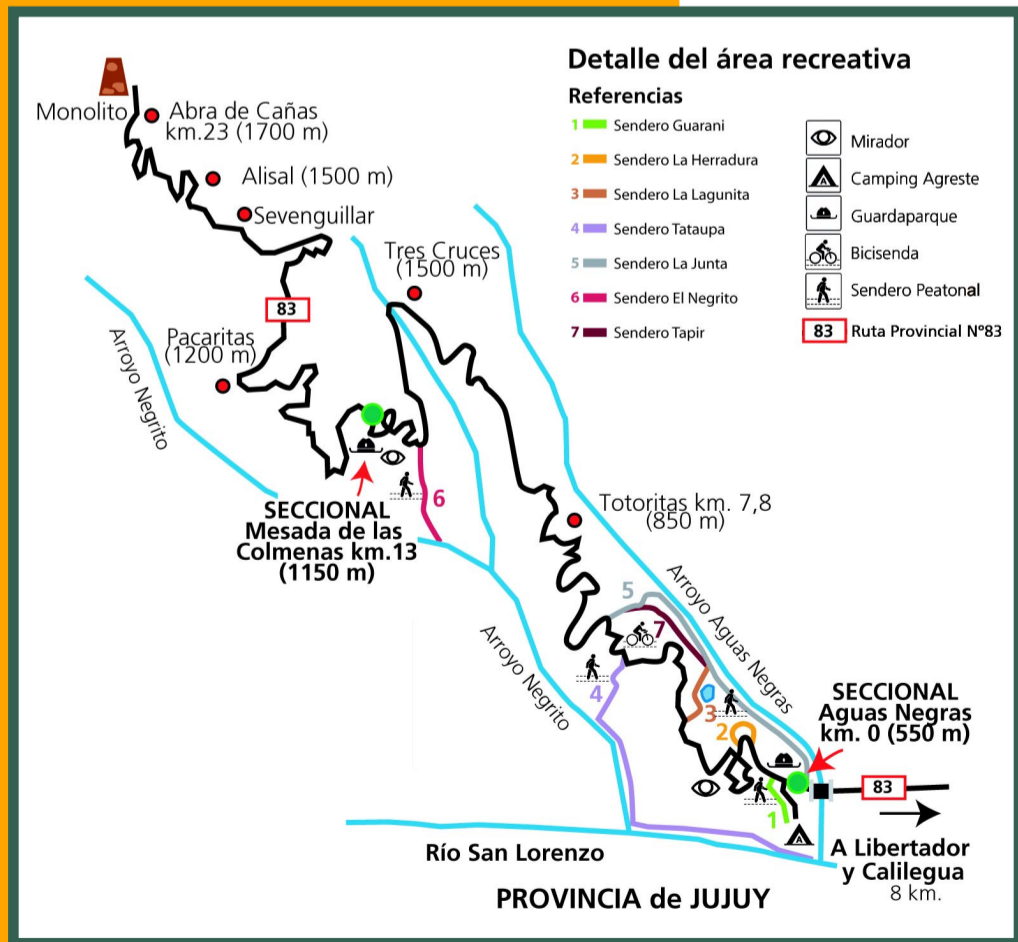 Detalle del área recreativa
Referencias
1 Sendero Guarani
2 Sendero La Herradura
3 Sendero La Lagunita
4 Sendero Tataupa
5 Sendero La Junta
6 Sendero El Negrito
7 Sendero Tapir
Mirador
Camping Agreste
Guardaparque
Bicisenda
Sendero Peatonal
83 Ruta Provincial N°83
Monolito
Abra de Cañas
km.23 (1700 m)
Alisal (1500 m)
Sevenguillar
Tres Cruces
(1500 m)
83
Pacaritas
(1200 m)
Arroyo Negrito
6
SECCIONAL
Mesada de las
Colmenas km.13
(1150 m)
Totoritas km. 7,8
(850 m)
Arroyo Aguas Negras
5
7
Arroyo Negrito
4
3
2
1
SECCIONAL
Aguas Negras
km. 0 (550 m)
83
A Libertador
y Calilegua
8 km.
Río San Lorenzo
PROVINCIA de JUJUY